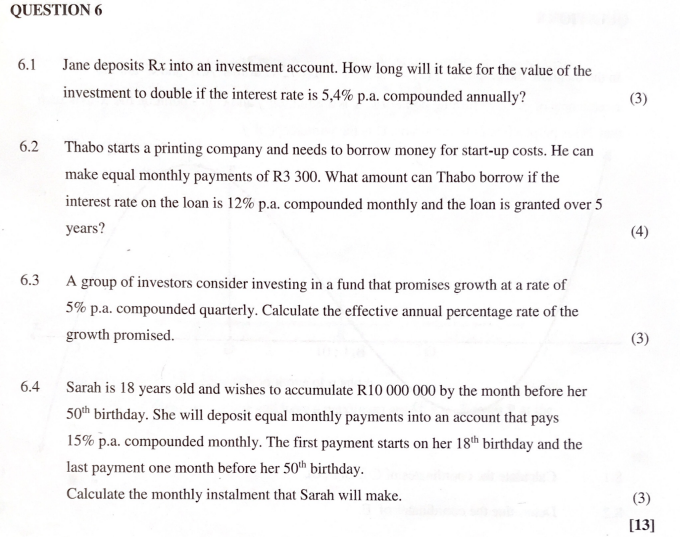 QUESTION 6
6.1 Jane deposits Rx into an investment account. How long will it take for the value of the
investment to double if the interest rate is 5,4% p.a. compounded annually? (3)
6.2 Thabo starts a printing company and needs to borrow money for start-up costs. He can
make equal monthly payments of R3 300. What amount can Thabo borrow if the
interest rate on the loan is 12% p.a. compounded monthly and the loan is granted over 5
years? (4)
6.3 A group of investors consider investing in a fund that promises growth at a rate of
5% p.a. compounded quarterly. Calculate the effective annual percentage rate of the
growth promised. (3)
6.4 Sarah is 18 years old and wishes to accumulate R10 000 000 by the month before her
50th birthday. She will deposit equal monthly payments into an account that pays
15% p.a. compounded monthly. The first payment starts on her 18th birthday and the
last payment one month before her 50th birthday.
Calculate the monthly instalment that Sarah will make. (3)
[13]